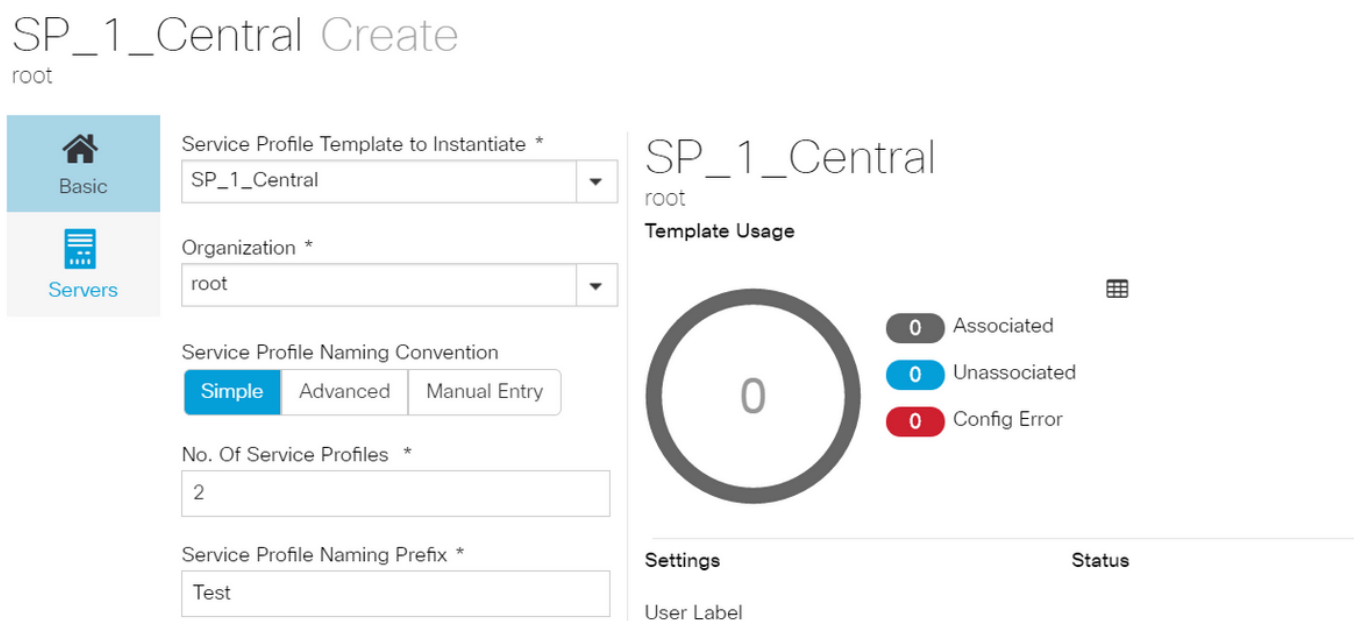 SP_1_Central Create
root
Basic
Servers
Service Profile Template to Instantiate *
SP_1_Central
Organization *
root
Service Profile Naming Convention
Simple Advanced Manual Entry
No. Of Service Profiles *
2
Service Profile Naming Prefix *
Test
SP_1_Central
root
Template Usage
0
0 Associated
0 Unassociated
0 Config Error
Settings Status
User Label